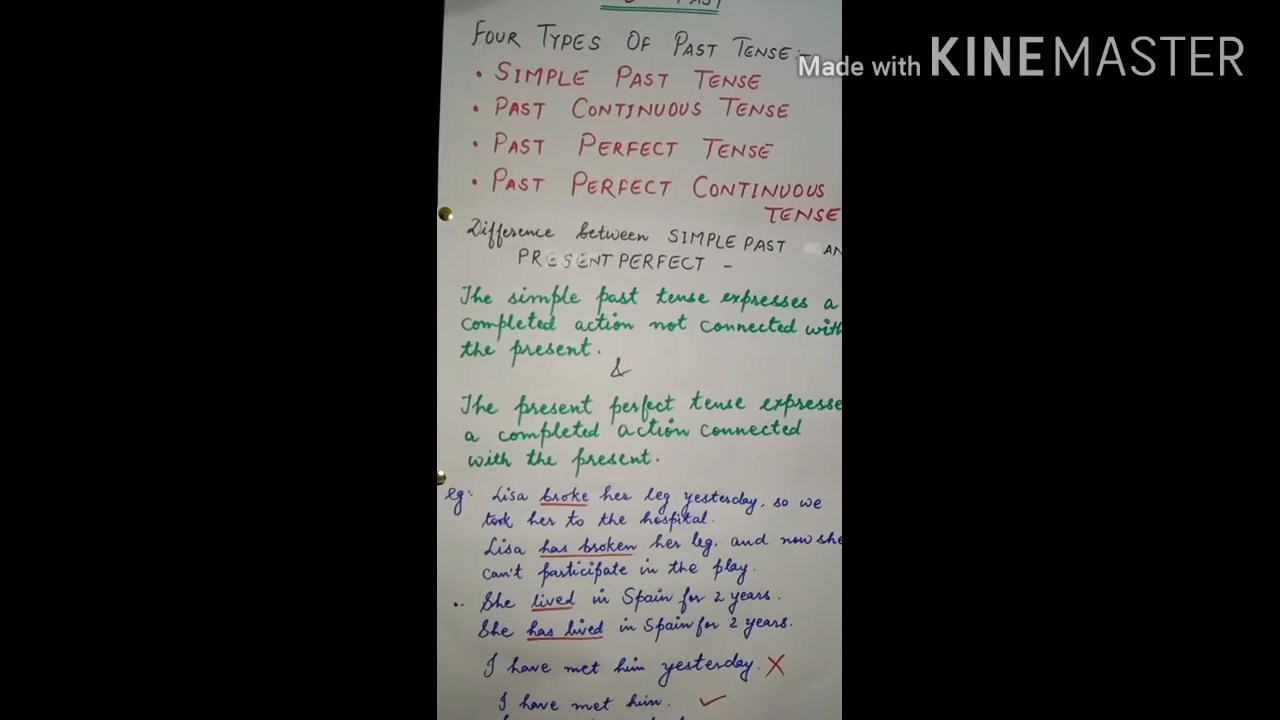 PAST
FOUR TYPES OF PAST TENSE:-
Made with KINEMASTER
• SIMPLE PAST TENSE
• PAST CONTINUOUS TENSE
• PAST PERFECT TENSE
• PAST PERFECT CONTINUOUS
TENSE
Difference between SIMPLE PAST AN
PRESENT PERFECT -
The simple past tense expresses a
completed action not connected with
the present.
&
The present perfect tense expresse
a completed action connected
with the present.
eg: Lisa broke her leg yesterday, so we
took her to the hospital.
Lisa has broken her leg, and now she
can't participate in the play.
•• She lived in Spain for 2 years.
She has lived in Spain for 2 years.
I have met him yesterday. X
I have met him. ✓